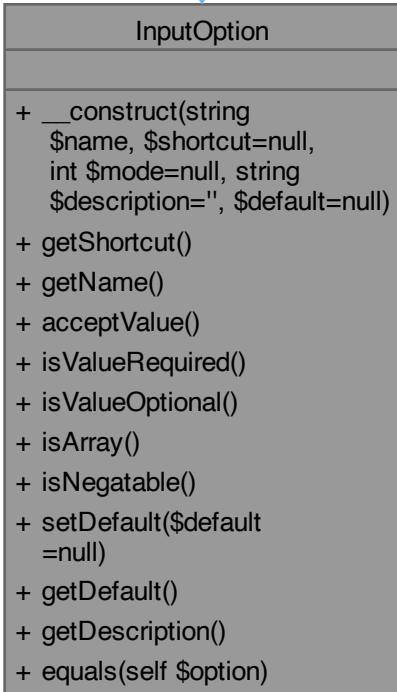 InputOption
+ __construct(string
$name, $shortcut=null,
int $mode=null, string
$description='', $default=null)
+ getShortcut()
+ getName()
+ acceptValue()
+ isValueRequired()
+ isValueOptional()
+ isArray()
+ isNegatable()
+ setDefault($default
=null)
+ getDefault()
+ getDescription()
+ equals(self $option)